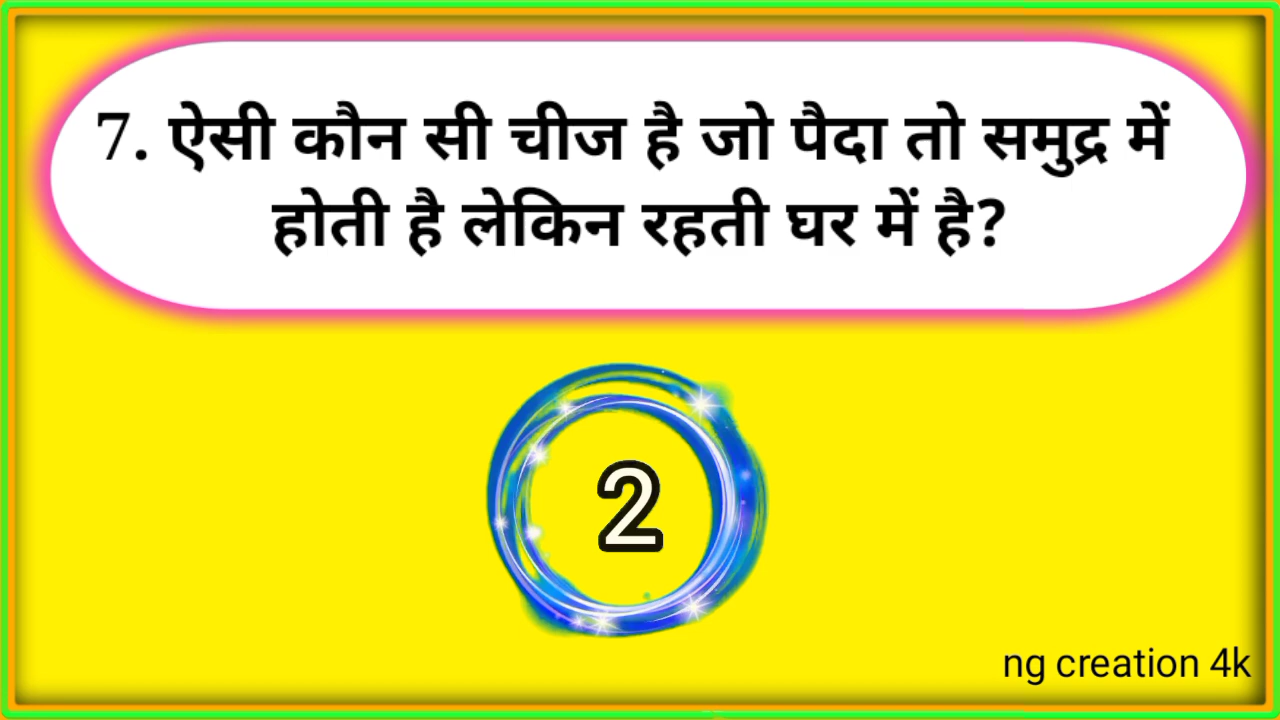 7. ऐसी कौन सी चीज है जो पैदा तो समुद्र में
होती है लेकिन रहती घर में है?
2
ng creation 4k